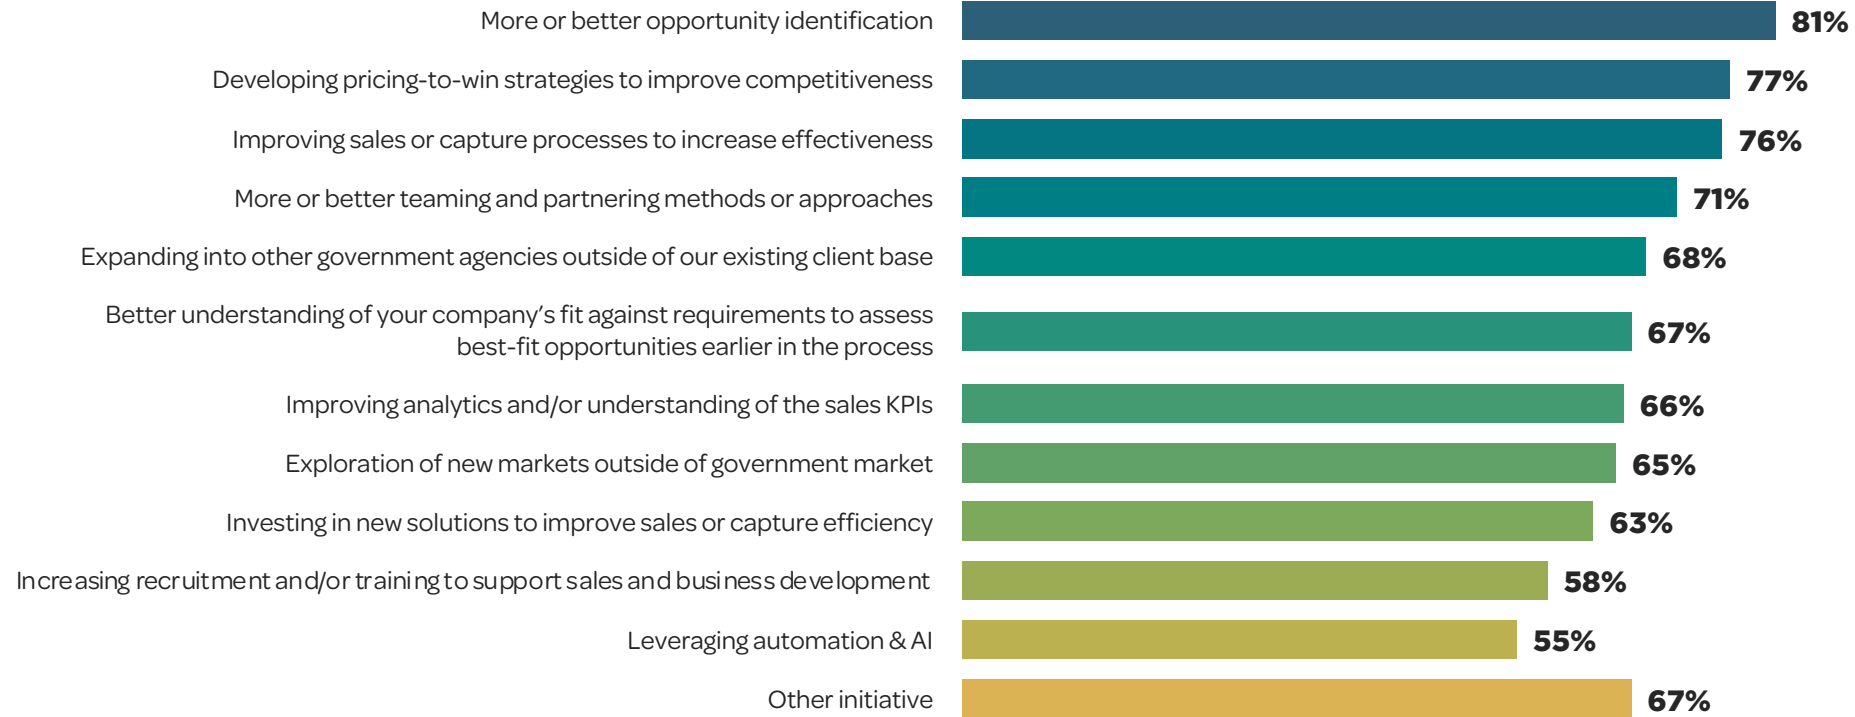 More or better opportunity identification 81%
Developing pricing-to-win strategies to improve competitiveness 77%
Improving sales or capture processes to increase effectiveness 76%
More or better teaming and partnering methods or approaches 71%
Expanding into other government agencies outside of our existing client base 68%
Better understanding of your company's fit against requirements to assess
best-fit opportunities earlier in the process 67%
Improving analytics and/or understanding of the sales KPIs 66%
Exploration of new markets outside of government market 65%
Investing in new solutions to improve sales or capture efficiency 63%
Increasing recruitment and/or training to support sales and business development 58%
Leveraging automation & AI 55%
Other initiative 67%